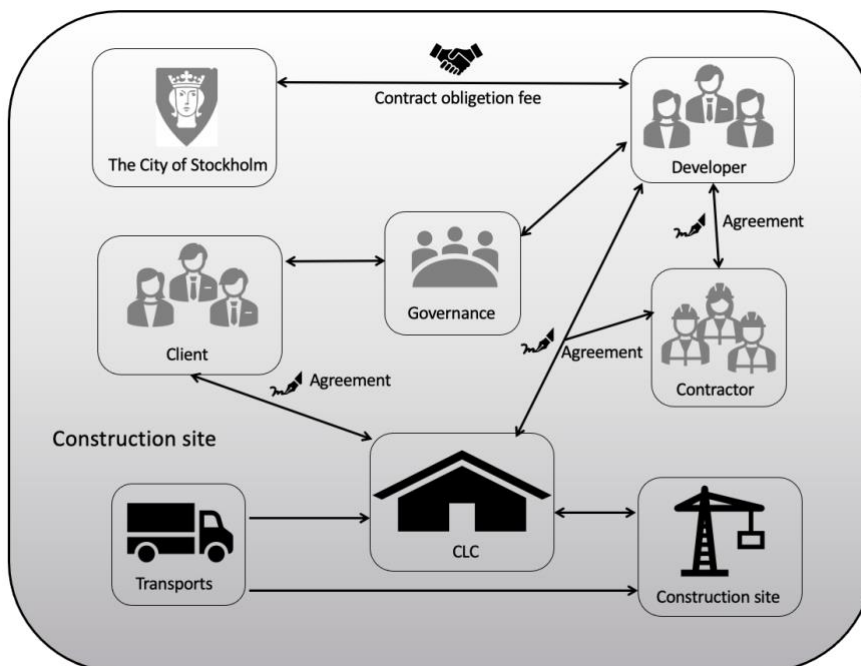 Contract obligetion fee
The City of Stockholm
Developer
Agreement
Governance
Client
Agreement
Contractor
Agreement
Construction site
CLC
Transports
Construction site